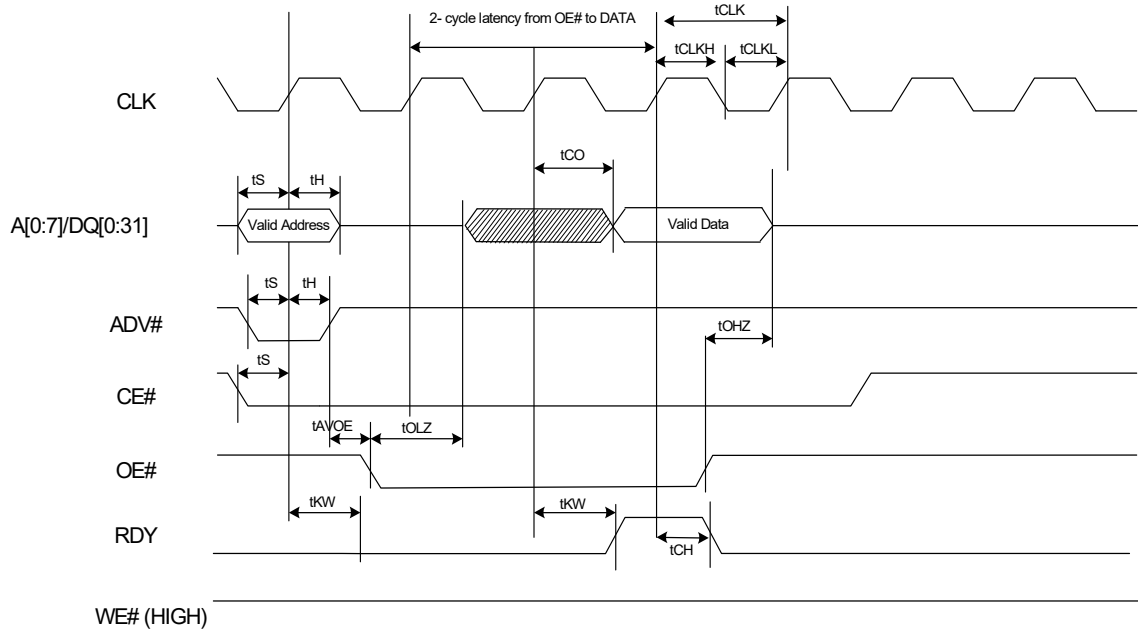 2- cycle latency from OE# to DATA
tCLK
tCLKH
tCLKL
CLK
tCO
tS
tH
A[0:7]/DQ[0:31]
Valid Address
Valid Data
tS
tH
ADV#
tOHZ
tS
CE#
tAVOE
tOLZ
OE#
tKW
tKW
RDY
tCH
WE# (HIGH)